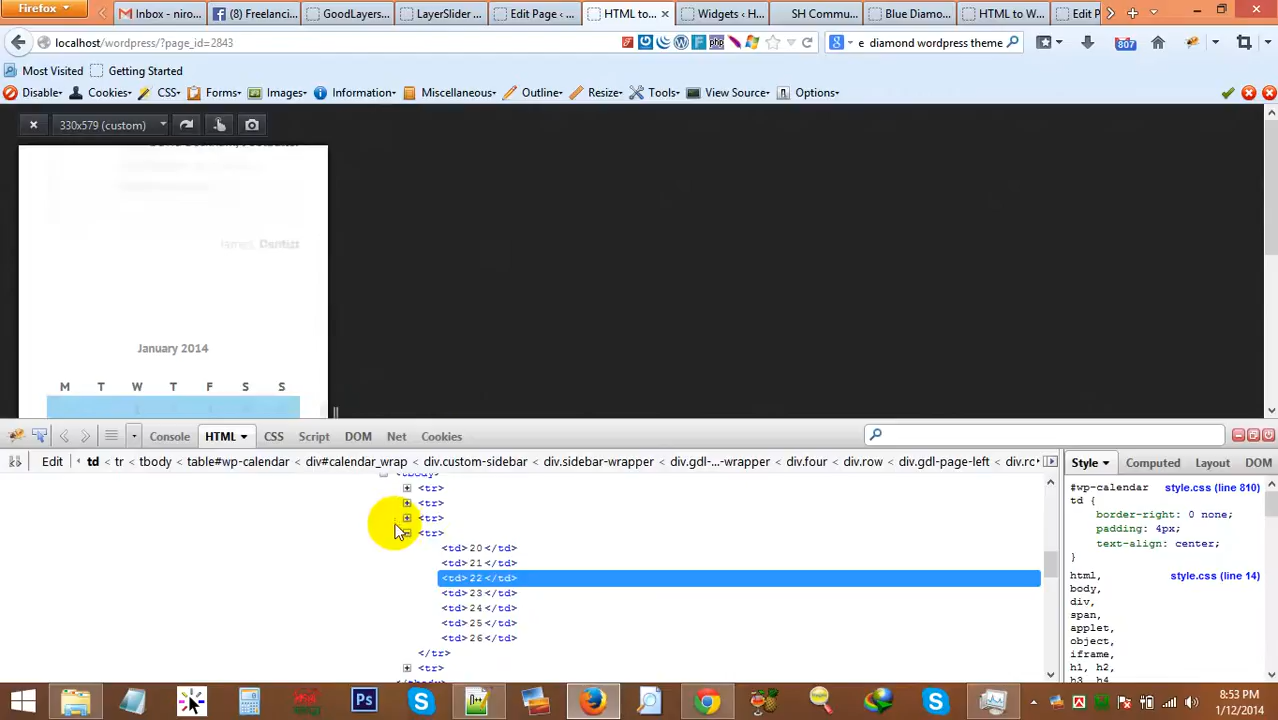 Firefox
Inbox - niro...
(8) Freelanci...
GoodLayers...
LayerSlider ...
Edit Page ‹ ...
HTML to...
Widgets ‹ H...
SH Commu...
Blue Diamo...
HTML to W...
Edit P
localhost/wordpress/?page_id=2843
e diamond wordpress theme
807
Most Visited
Getting Started
Disable
Cookies
CSS
Forms
Images
Information
Miscellaneous
Outline
Resize
Tools
View Source
Options
330x579 (custom)
January 2014
M T W T F S S
Console HTML CSS Script DOM Net Cookies
Edit td ‹ tr ‹ tbody ‹ table#wp-calendar ‹ div#calendar_wrap ‹ div.custom-sidebar ‹ div.sidebar-wrapper ‹ div.gdl-...-wrapper ‹ div.four ‹ div.row ‹ div.gdl-page-left ‹ div.rc
Style Computed Layout DOM
<tbody>
<tr>
<tr>
<tr>
<tr>
<td>20</td>
<td>21</td>
<td>22</td>
<td>23</td>
<td>24</td>
<td>25</td>
<td>26</td>
</tr>
<tr>
#wp-calendar style.css (line 810)
td {
border-right: 0 none;
padding: 4px;
text-align: center;
}
html, style.css (line 14)
body,
div,
span,
applet,
object,
iframe,
h1, h2,
h3, h4
8:53 PM
1/12/2014